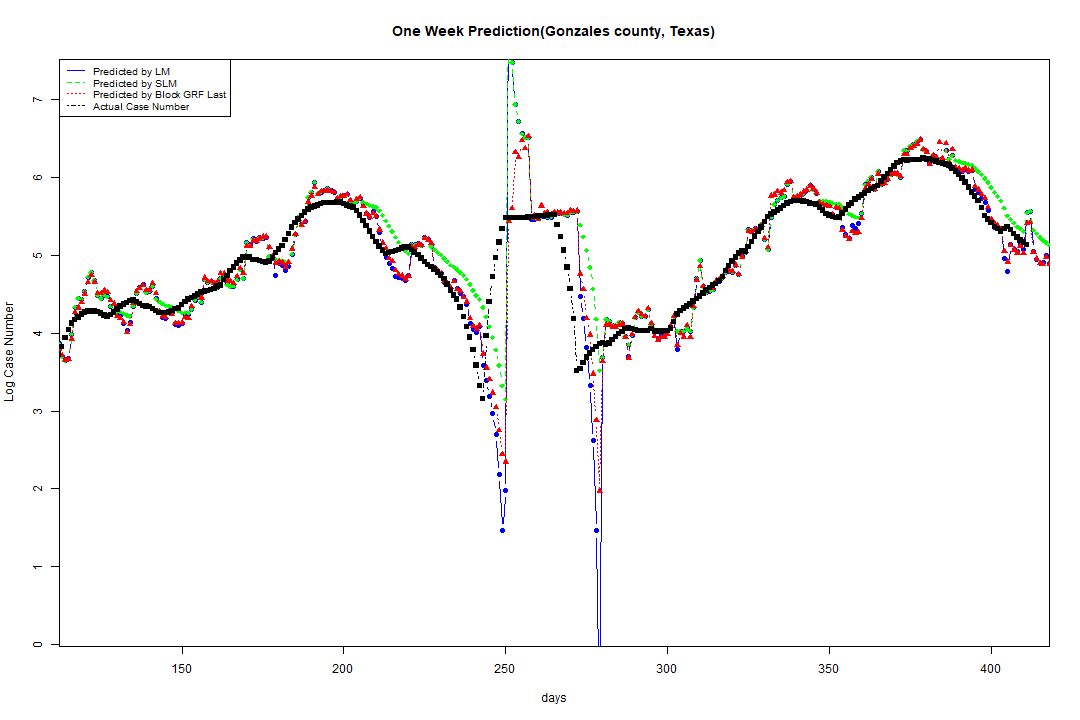 One Week Prediction(Gonzales county, Texas)
Predicted by LM
Predicted by SLM
Predicted by Block GRF Last
Actual Case Number
Log Case Number
7
6
5
4
3
2
1
0
150 200 250 300 350 400
days